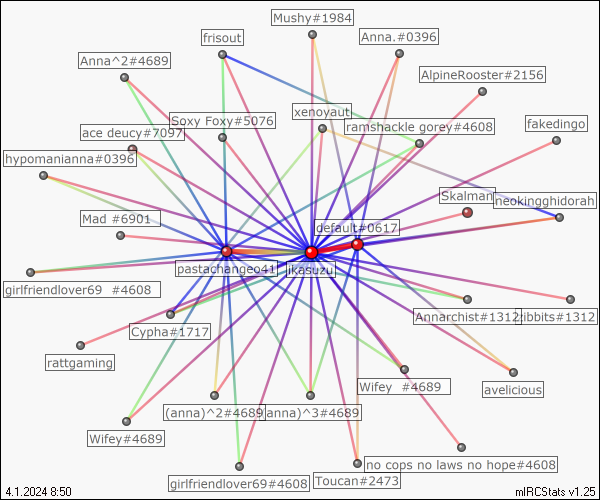 Mushy#1984
frisout
Anna.#0396
Anna^2#4689
AlpineRooster#2156
Soxy Foxy#5076
xenoyaut
ace deucy#7097
ramshackle gorey#4608
fakedingo
hypomanianna#0396
Skalman
neokingghidorah
Mad #6901
default#0617
pastachangeo41
jikasuzu
girlfriendlover69 #4608
Annarchist#1312
ribbits#1312
Cypha#1717
rattgaming
Wifey #4689
avelicious
(anna)^2#4689
(anna)^3#4689
Wifey#4689
no cops no laws no hope#4608
girlfriendlover69#4608
Toucan#2473
4.1.2024 8:50
mIRCStats v1.25